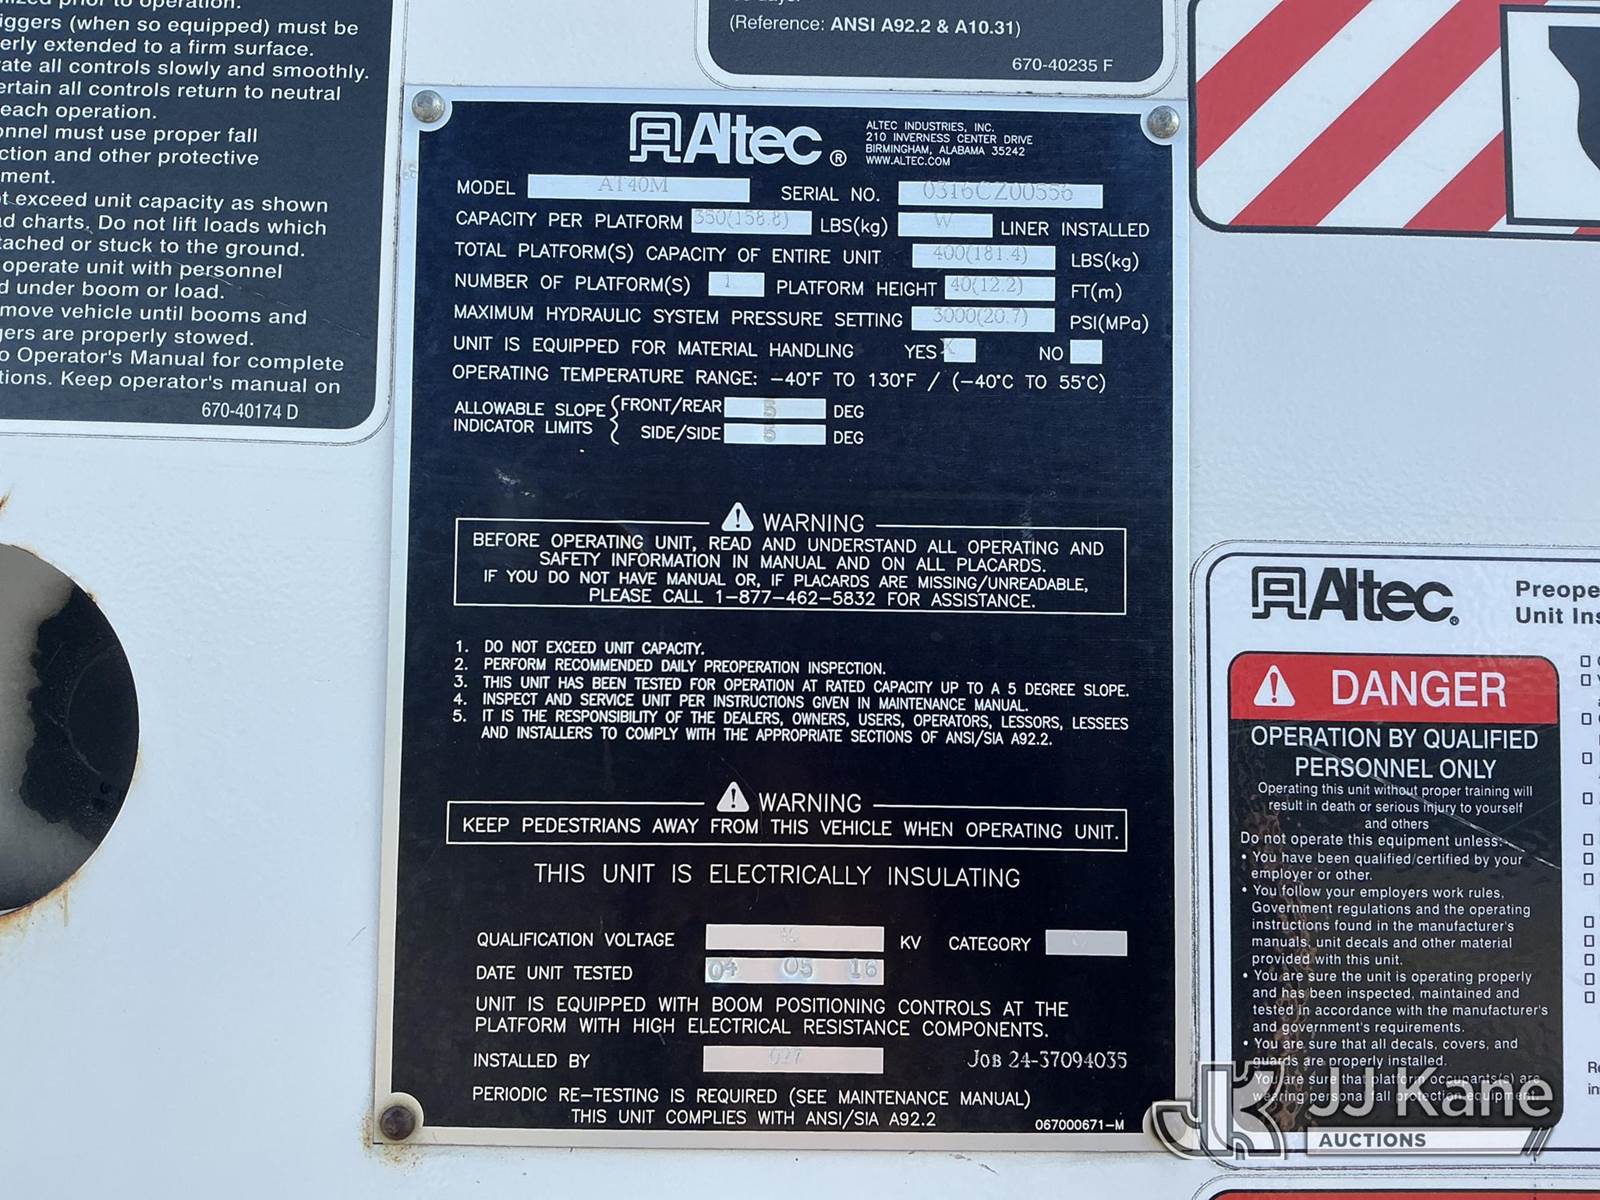 lized prior to operation.
iggers (when so equipped) must be
erly extended to a firm surface.
rate all controls slowly and smoothly.
ertain all controls return to neutral
each operation.
onnel must use proper fall
ction and other protective
ment.
t exceed unit capacity as shown
ad charts. Do not lift loads which
tached or stuck to the ground.
operate unit with personnel
d under boom or load.
move vehicle until booms and
gers are properly stowed.
o Operator's Manual for complete
tions. Keep operator's manual on
670-40174 D
(Reference: ANSI A92.2 & A10.31)
670-40235 F
Altec ®
ALTEC INDUSTRIES, INC.
210 INVERNESS CENTER DRIVE
BIRMINGHAM, ALABAMA 35242
WWW.ALTEC.COM
MODEL AT40M SERIAL NO. 0316CZ00556
CAPACITY PER PLATFORM 350(158.8) LBS(kg) W LINER INSTALLED
TOTAL PLATFORM(S) CAPACITY OF ENTIRE UNIT 400(181.4) LBS(kg)
NUMBER OF PLATFORM(S) 1 PLATFORM HEIGHT 40(12.2) FT(m)
MAXIMUM HYDRAULIC SYSTEM PRESSURE SETTING 3000(20.7) PSI(MPa)
UNIT IS EQUIPPED FOR MATERIAL HANDLING YES X NO
OPERATING TEMPERATURE RANGE: -40°F TO 130°F / (-40°C TO 55°C)
ALLOWABLE SLOPE INDICATOR LIMITS
FRONT/REAR 5 DEG
SIDE/SIDE 5 DEG
WARNING
BEFORE OPERATING UNIT, READ AND UNDERSTAND ALL OPERATING AND
SAFETY INFORMATION IN MANUAL AND ON ALL PLACARDS.
IF YOU DO NOT HAVE MANUAL OR, IF PLACARDS ARE MISSING/UNREADABLE,
PLEASE CALL 1-877-462-5832 FOR ASSISTANCE.
1. DO NOT EXCEED UNIT CAPACITY.
2. PERFORM RECOMMENDED DAILY PREOPERATION INSPECTION.
3. THIS UNIT HAS BEEN TESTED FOR OPERATION AT RATED CAPACITY UP TO A 5 DEGREE SLOPE.
4. INSPECT AND SERVICE UNIT PER INSTRUCTIONS GIVEN IN MAINTENANCE MANUAL.
5. IT IS THE RESPONSIBILITY OF THE DEALERS, OWNERS, USERS, OPERATORS, LESSORS, LESSEES
AND INSTALLERS TO COMPLY WITH THE APPROPRIATE SECTIONS OF ANSI/SIA A92.2.
WARNING
KEEP PEDESTRIANS AWAY FROM THIS VEHICLE WHEN OPERATING UNIT.
THIS UNIT IS ELECTRICALLY INSULATING
QUALIFICATION VOLTAGE KV CATEGORY
DATE UNIT TESTED 04 05 16
UNIT IS EQUIPPED WITH BOOM POSITIONING CONTROLS AT THE
PLATFORM WITH HIGH ELECTRICAL RESISTANCE COMPONENTS.
INSTALLED BY 027 JOB 24-37094035
PERIODIC RE-TESTING IS REQUIRED (SEE MAINTENANCE MANUAL)
THIS UNIT COMPLIES WITH ANSI/SIA A92.2
067000671-M
Altec®
Preope
Unit Ins
DANGER
OPERATION BY QUALIFIED
PERSONNEL ONLY
Operating this unit without proper training will
result in death or serious injury to yourself
and others
Do not operate this equipment unless:
• You have been qualified/certified by your
employer or other.
• You follow your employers work rules,
Government regulations and the operating
instructions found in the manufacturer's
manuals, unit decals and other material
provided with this unit.
• You are sure the unit is operating properly
and has been inspected, maintained and
tested in accordance with the manufacturer's
and government's requirements.
• You are sure that all decals, covers, and
guards are properly installed.
You are sure that platform occupants(s) are
wearing personal fall protection equipment.
JK JJ Kane
AUCTIONS